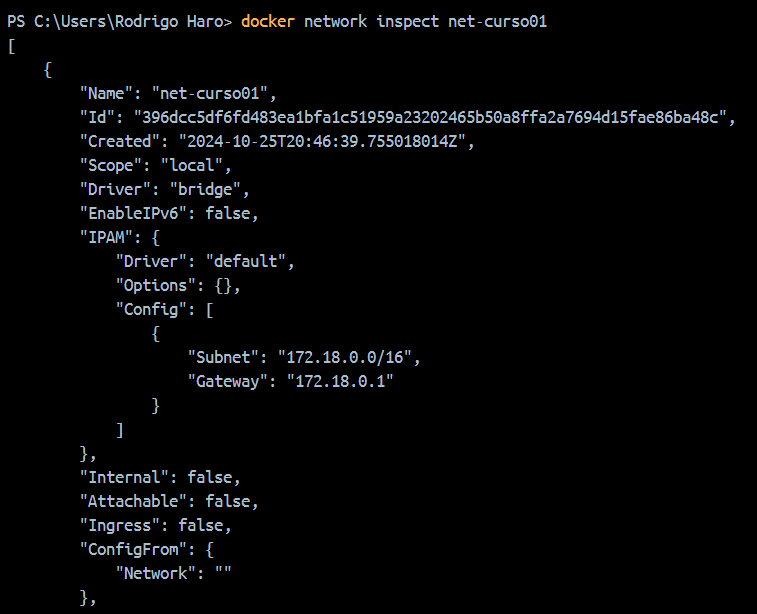 PS C:\Users\Rodrigo Haro> docker network inspect net-curso01
[
    {
        "Name": "net-curso01",
        "Id": "396dcc5df6fd483ea1bfa1c51959a23202465b50a8ffa2a7694d15fae86ba48c",
        "Created": "2024-10-25T20:46:39.755018014Z",
        "Scope": "local",
        "Driver": "bridge",
        "EnableIPv6": false,
        "IPAM": {
            "Driver": "default",
            "Options": {},
            "Config": [
                {
                    "Subnet": "172.18.0.0/16",
                    "Gateway": "172.18.0.1"
                }
            ]
        },
        "Internal": false,
        "Attachable": false,
        "Ingress": false,
        "ConfigFrom": {
            "Network": ""
        },